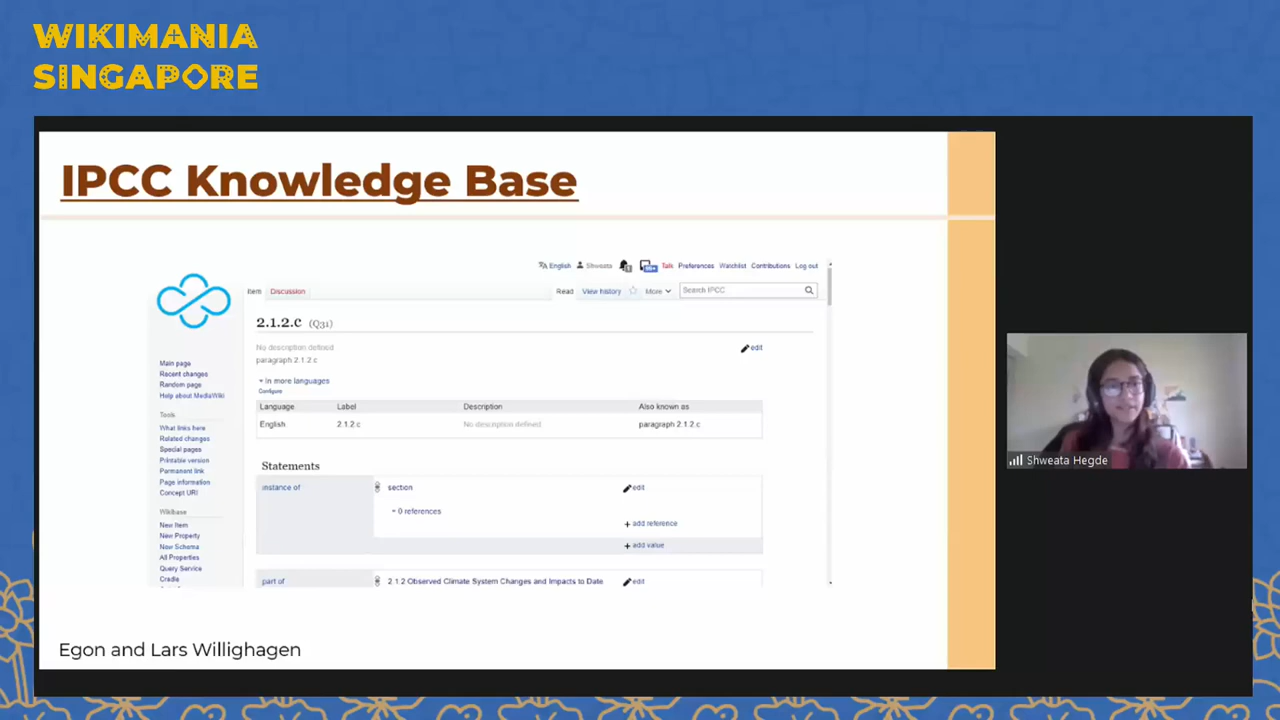 WIKIMANIA
SINGAPORE
IPCC Knowledge Base
English Shweata 99+ Talk Preferences Watchlist Contributions Log out
Item Discussion Read View history More Search IPCC
2.1.2.c (Q31)
No description defined
edit
paragraph 2.1.2.c
In more languages
Configure
Language Label Description Also known as
English 2.1.2 c No description defined paragraph 2.1.2.c
Statements
instance of section edit
0 references
+ add reference
+ add value
part of 2.1.2 Observed Climate System Changes and Impacts to Date edit
Main page
Recent changes
Random page
Help about MediaWiki
Tools
What links here
Related changes
Special pages
Printable version
Permanent link
Page information
Concept URI
Wikibase
New Item
New Property
New Schema
All Properties
Query Service
Cradle
Egon and Lars Willighagen
Shweata Hegde